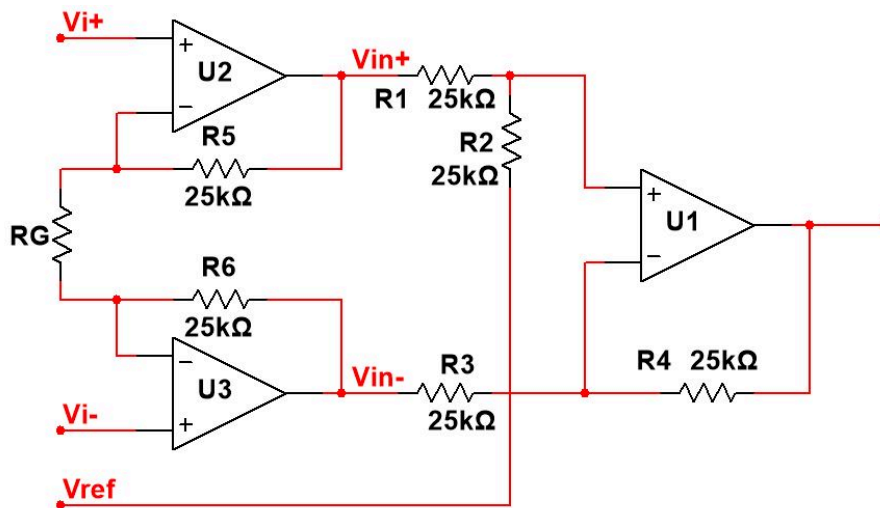 Vi+
+
U2
−
Vin+
R1
25kΩ
R2
25kΩ
R5
25kΩ
RG
+
U1
−
R6
25kΩ
−
U3
+
Vin-
R3
25kΩ
R4 25kΩ
Vi-
Vref